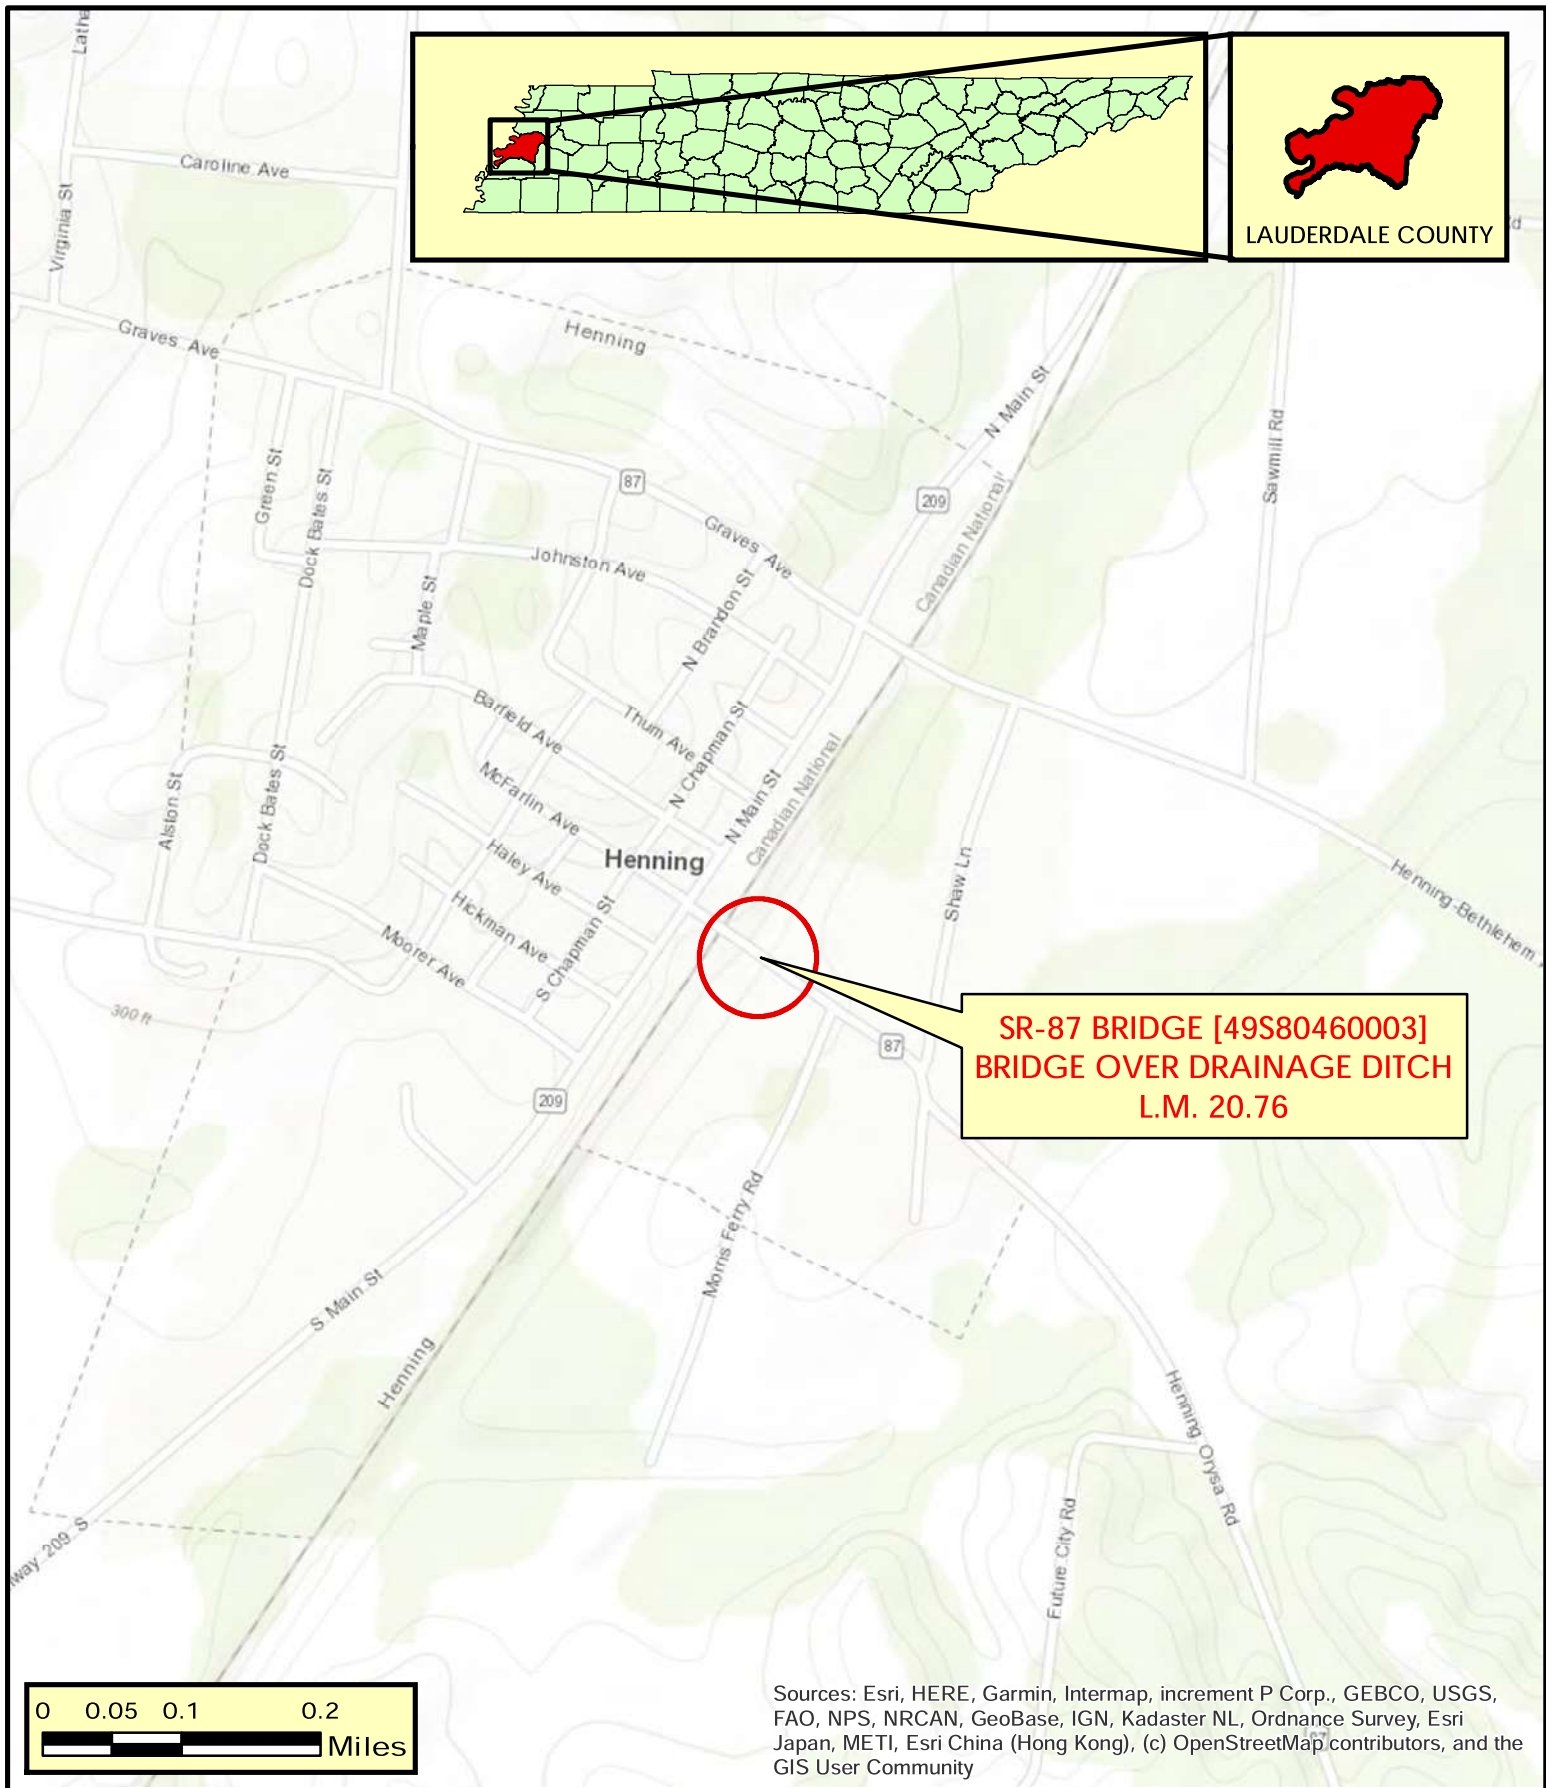 Latha
Caroline Ave
Virginia St
LAUDERDALE COUNTY
Rd
Graves Ave
Henning
N Main St
Sawmill Rd
Green St
Dock Bates St
87
209
Canadian National
Graves Ave
Johnston Ave
N Brandon St
Maple St
Barfield Ave
Thum Ave
N Chapman St
N Main St
Canadian National
McFarlin Ave
Alston St
Dock Bates St
Haley Ave
Henning
Shaw Ln
Henning-Bethlehem
Hickman Ave
S Chapman St
Moorer Ave
300 ft
SR-87 BRIDGE [49S80460003]
BRIDGE OVER DRAINAGE DITCH
L.M. 20.76
87
209
Morris Ferry Rd
S Main St
Henning
Henning Orysa Rd
Future City Rd
way 209 S
0 0.05 0.1 0.2
Miles
87
Sources: Esri, HERE, Garmin, Intermap, increment P Corp., GEBCO, USGS,
FAO, NPS, NRCAN, GeoBase, IGN, Kadaster NL, Ordnance Survey, Esri
Japan, METI, Esri China (Hong Kong), (c) OpenStreetMap contributors, and the
GIS User Community